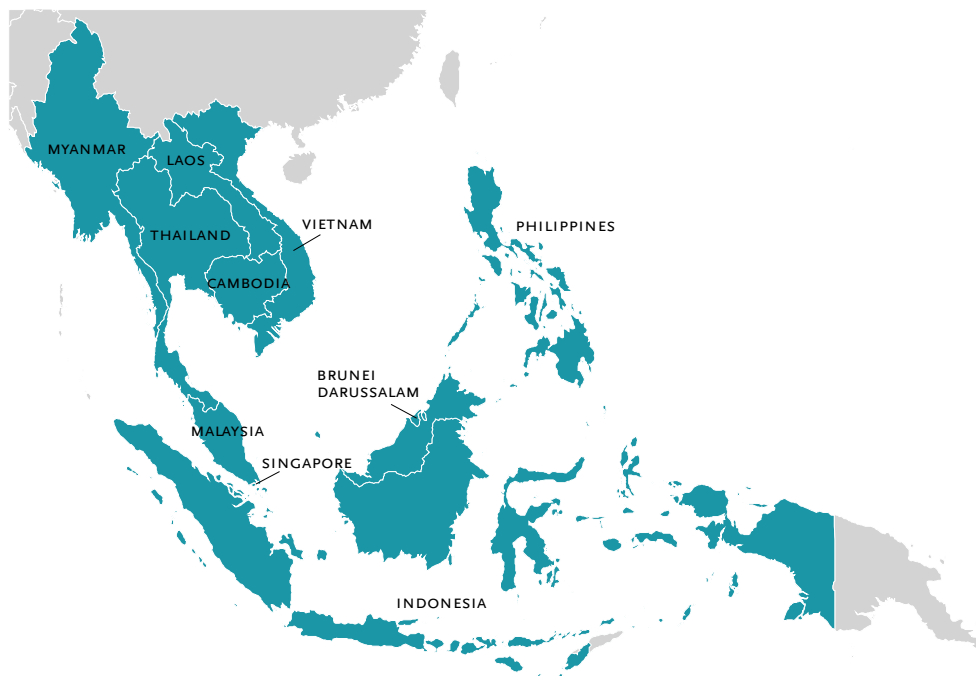 MYANMAR
LAOS
VIETNAM
PHILIPPINES
THAILAND
CAMBODIA
BRUNEI
DARUSSALAM
MALAYSIA
SINGAPORE
INDONESIA